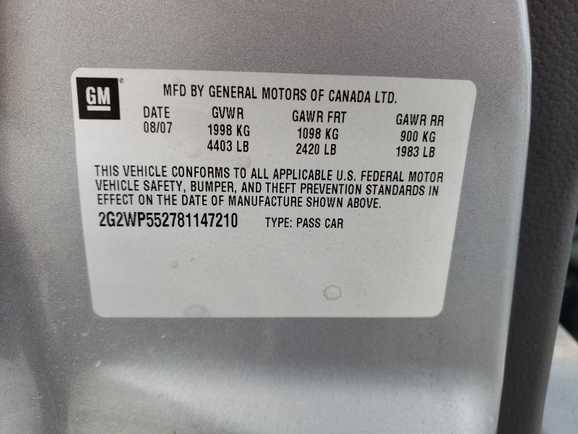 GM
MFD BY GENERAL MOTORS OF CANADA LTD.
DATE GVWR GAWR FRT GAWR RR
08/07 1998 KG 1098 KG 900 KG
4403 LB 2420 LB 1983 LB
THIS VEHICLE CONFORMS TO ALL APPLICABLE U.S. FEDERAL MOTOR
VEHICLE SAFETY, BUMPER, AND THEFT PREVENTION STANDARDS IN
EFFECT ON THE DATE OF MANUFACTURE SHOWN ABOVE.
2G2WP552781147210 TYPE: PASS CAR